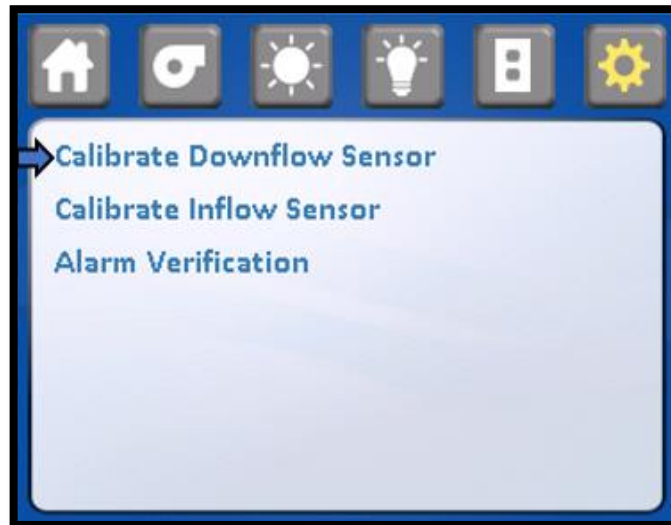 Calibrate Downflow Sensor
Calibrate Inflow Sensor
Alarm Verification